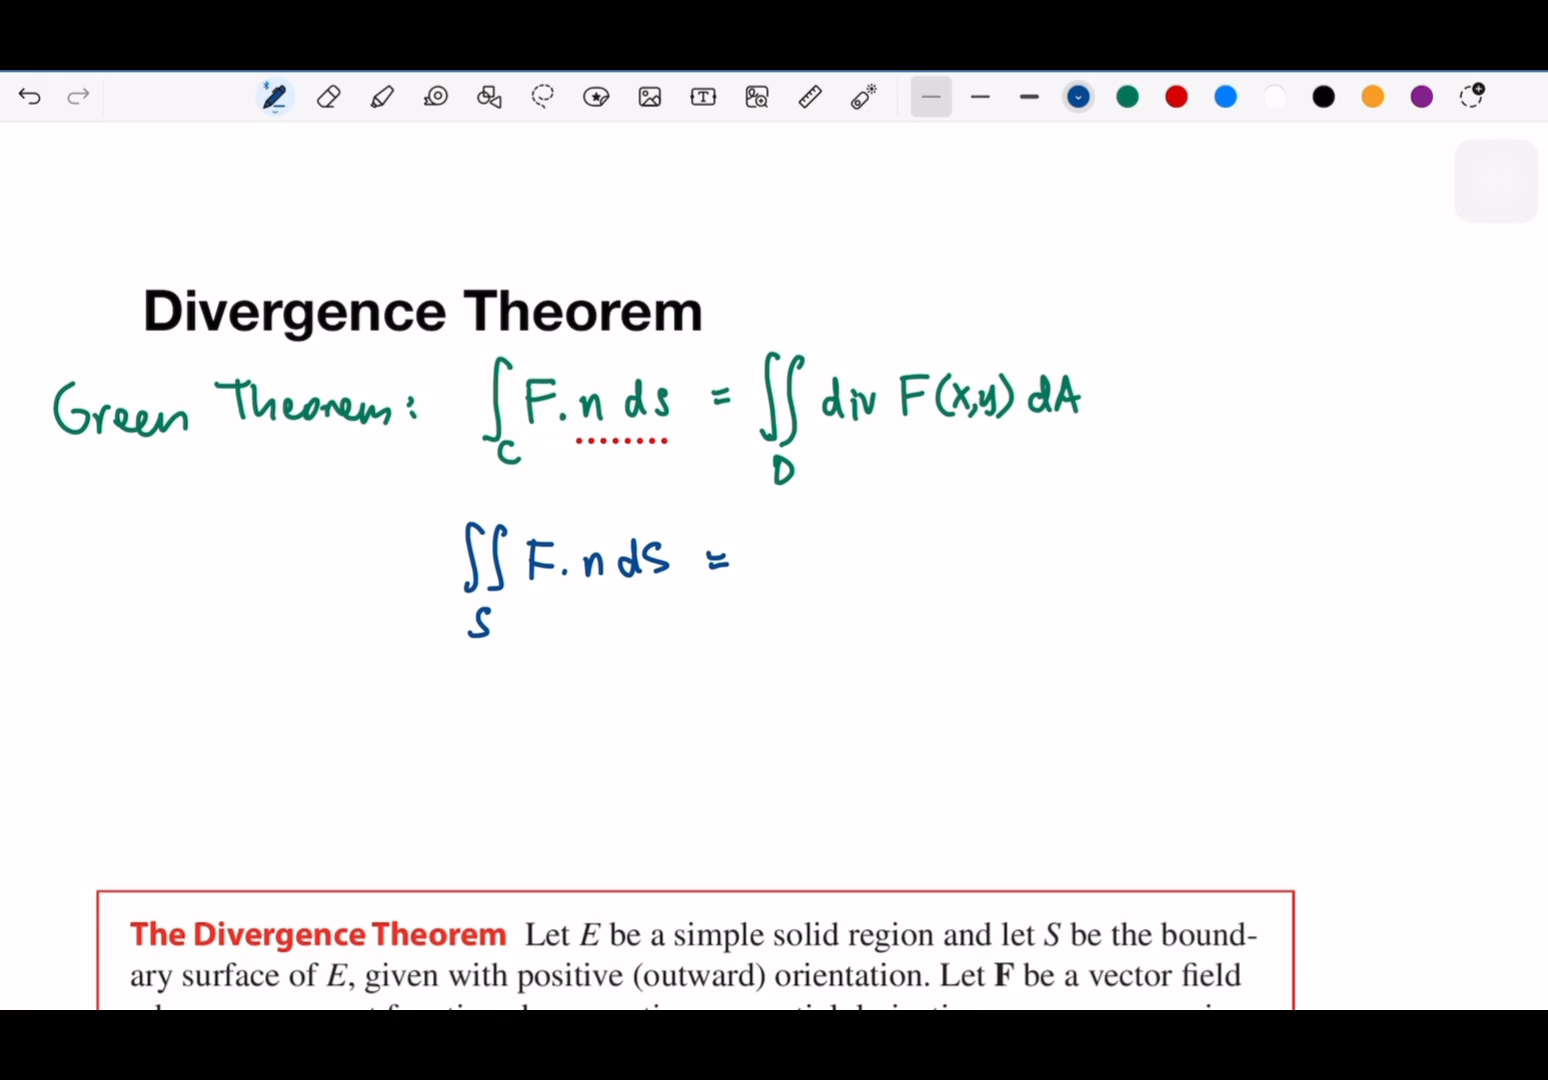 Divergence Theorem
Green Theorem: ∫_C F.n ds = ∬_D div F(x,y) dA
∬_S F.n dS =
The Divergence Theorem Let E be a simple solid region and let S be the bound-
ary surface of E, given with positive (outward) orientation. Let F be a vector field